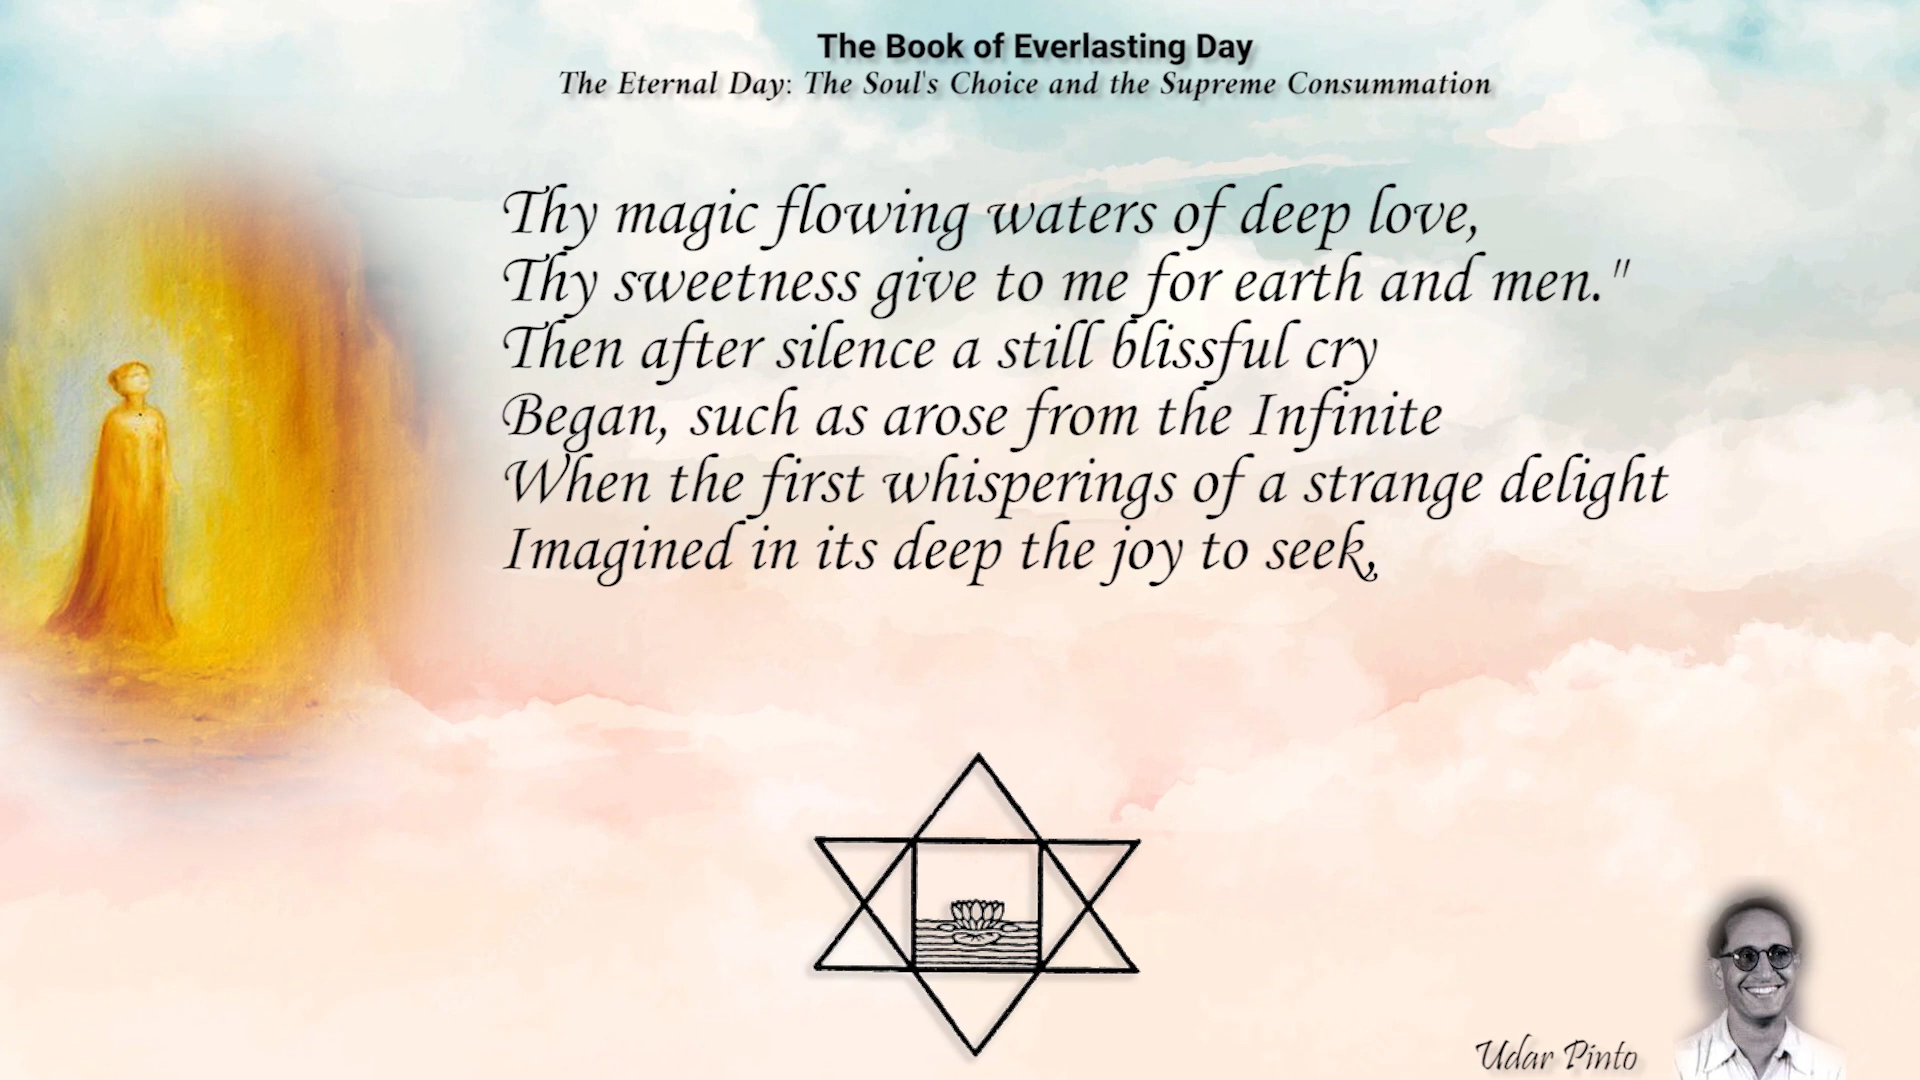 The Book of Everlasting Day
The Eternal Day: The Soul's Choice and the Supreme Consummation
Thy magic flowing waters of deep love,
Thy sweetness give to me for earth and men."
Then after silence a still blissful cry
Began, such as arose from the Infinite
When the first whisperings of a strange delight
Imagined in its deep the joy to seek,
Udar Pinto